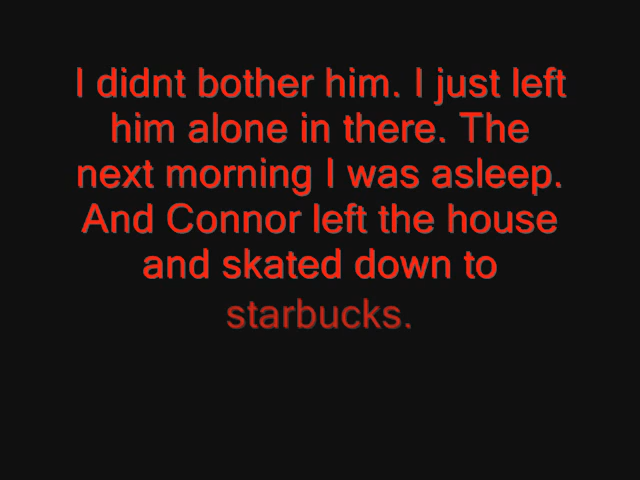 I didnt bother him. I just left
him alone in there. The
next morning I was asleep.
And Connor left the house
and skated down to
starbucks.